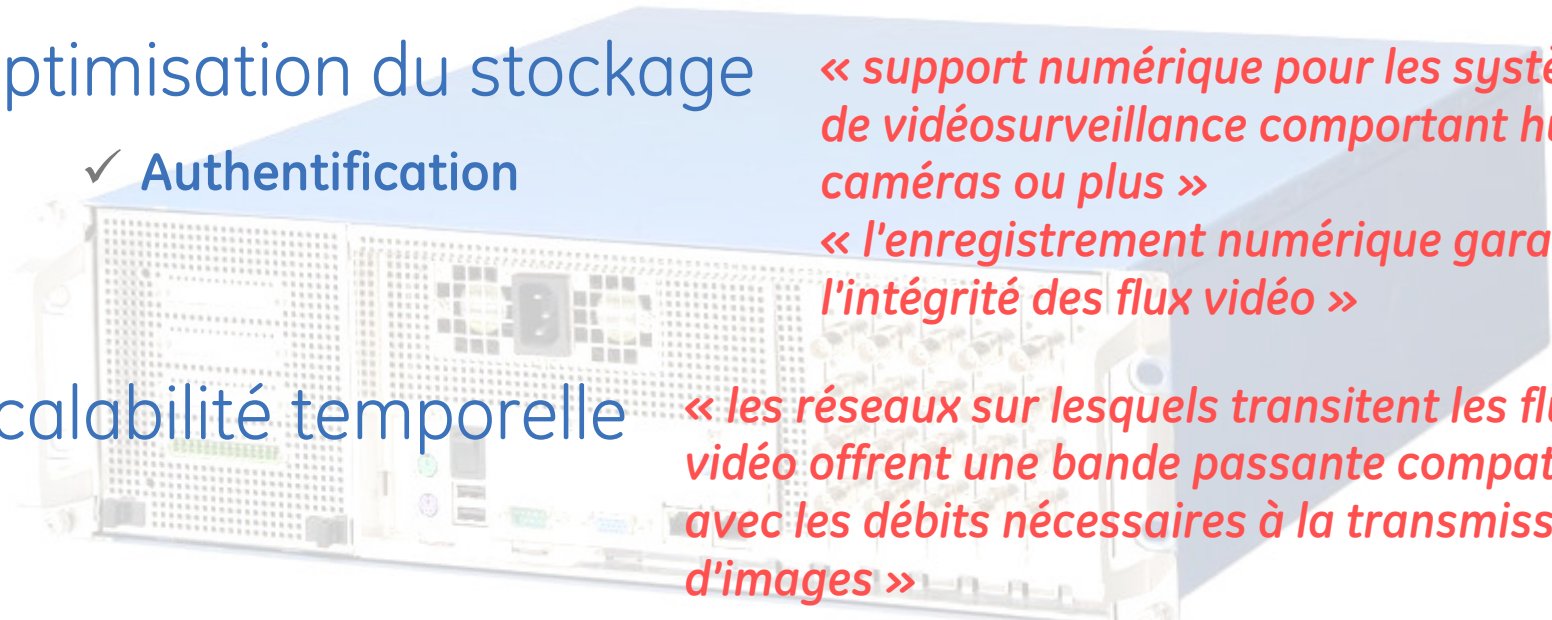 ptimisation du stockage
✓ Authentification
« support numérique pour les systè
de vidéosurveillance comportant hu
caméras ou plus »
« l'enregistrement numérique gara
l'intégrité des flux vidéo »
calabilité temporelle
« les réseaux sur lesquels transitent les flu
vidéo offrent une bande passante compat
avec les débits nécessaires à la transmiss
d'images »